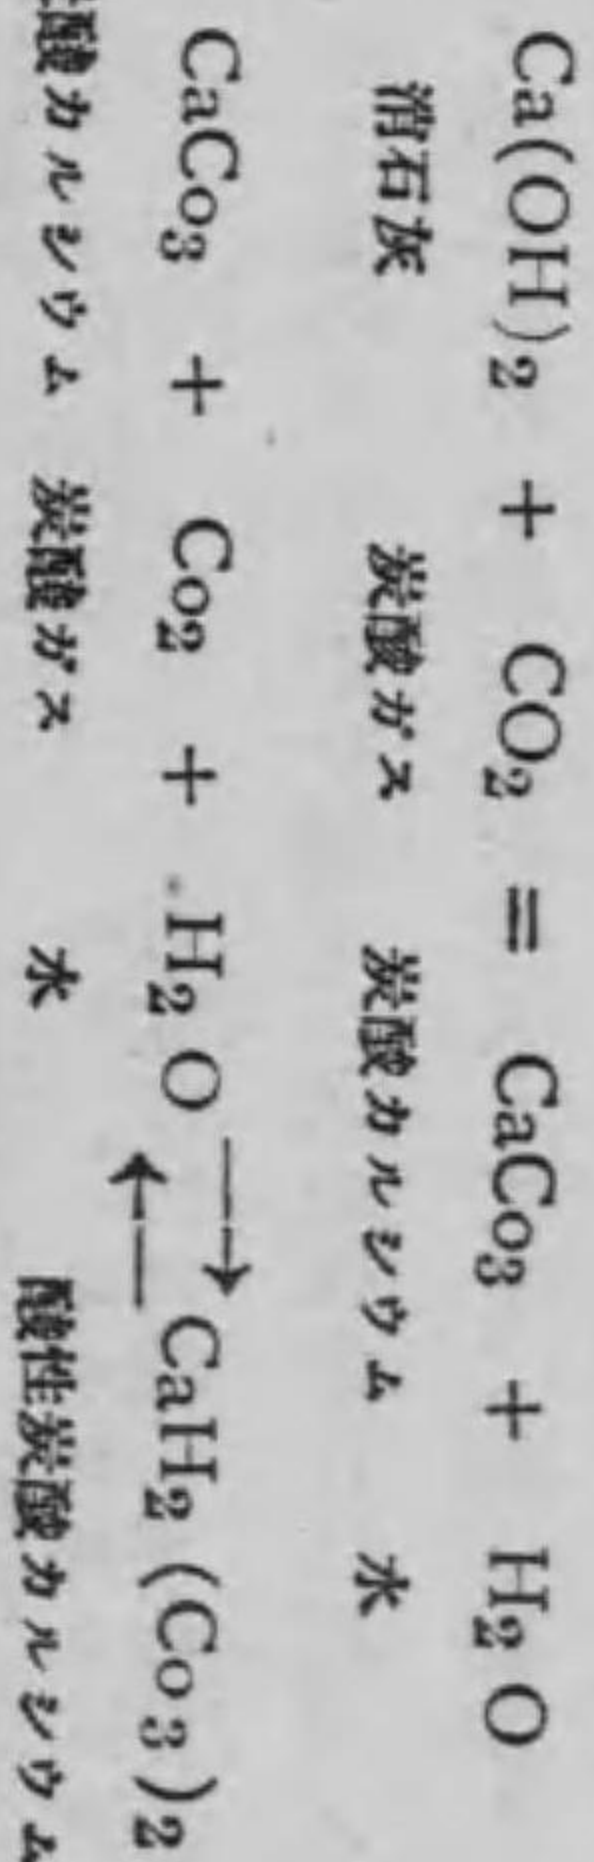 Ca(OH)₂ + CO₂ = CaCo₃ + H₂O
消石灰 炭酸ガス 炭酸カルシウム 水
CaCo₃ + Co₂ + H₂O ⇄ CaH₂(Co₃)₂
酸カルシウム 炭酸ガス 水 酸性炭酸カルシウム